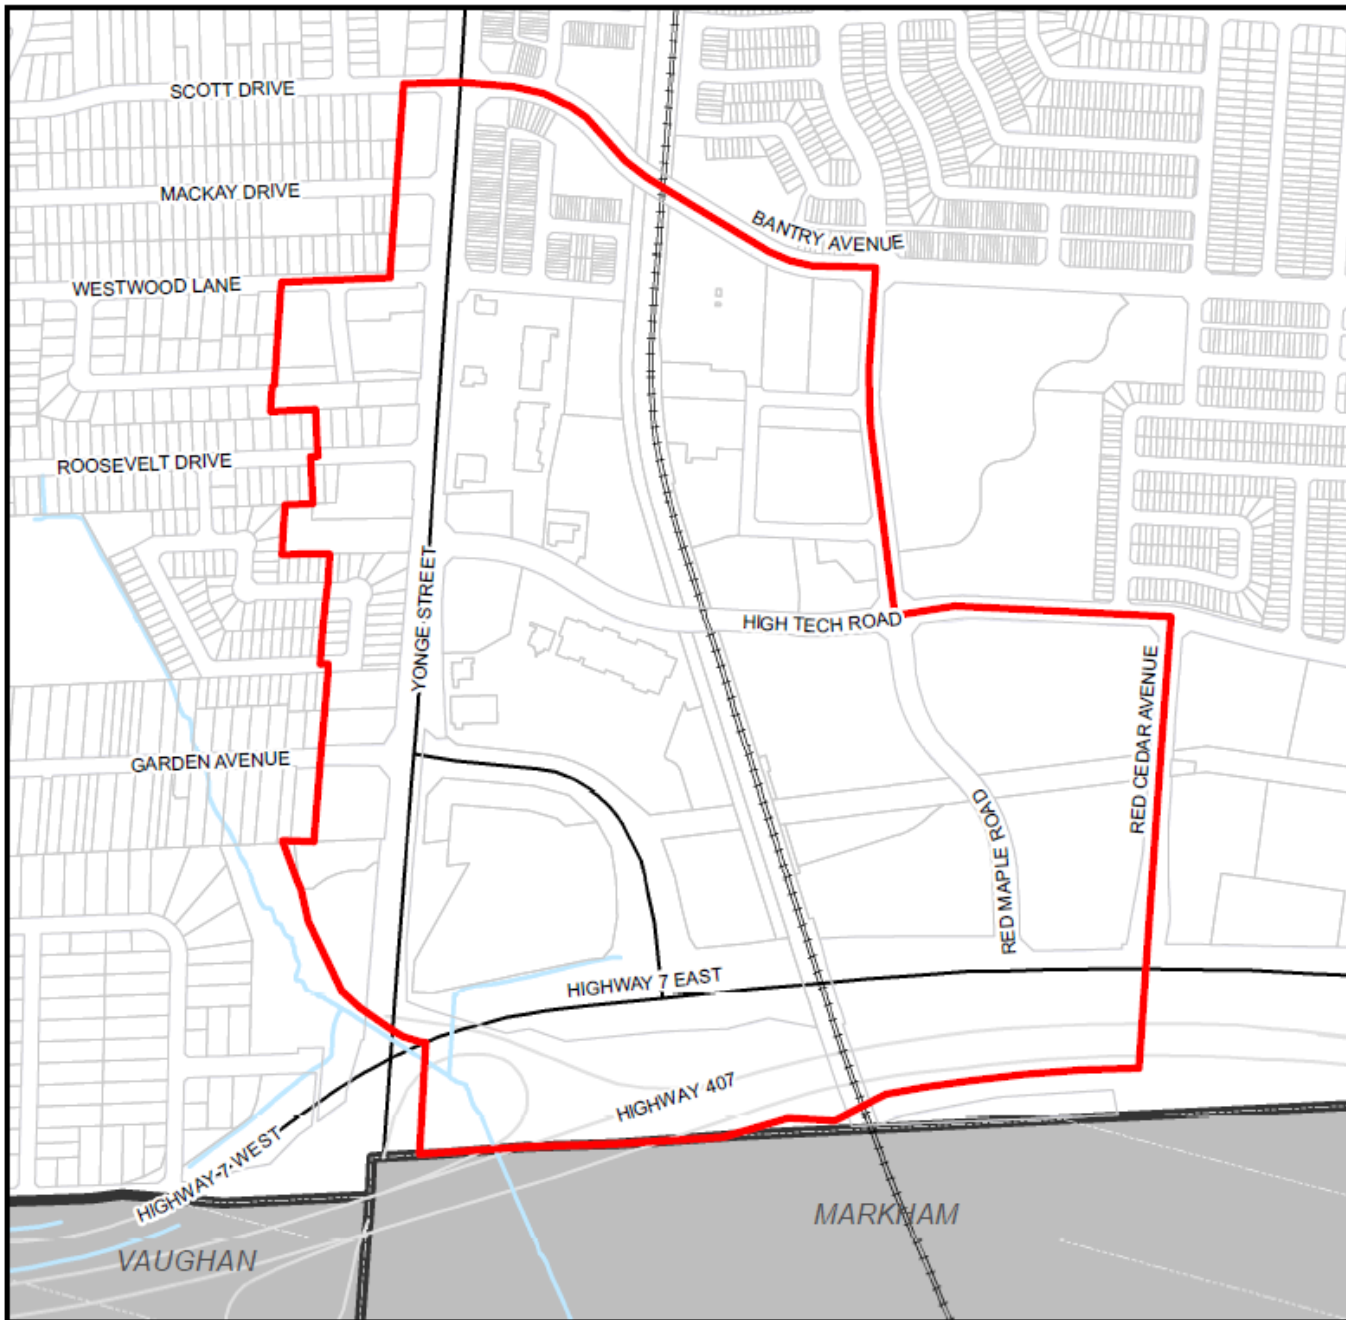 SCOTT DRIVE
MACKAY DRIVE
BANTRY AVENUE
WESTWOOD LANE
ROOSEVELT DRIVE
YONGE STREET
HIGH TECH ROAD
RED CEDAR AVENUE
GARDEN AVENUE
RED MAPLE ROAD
HIGHWAY 7 EAST
HIGHWAY 407
HIGHWAY 7 WEST
MARKHAM
VAUGHAN